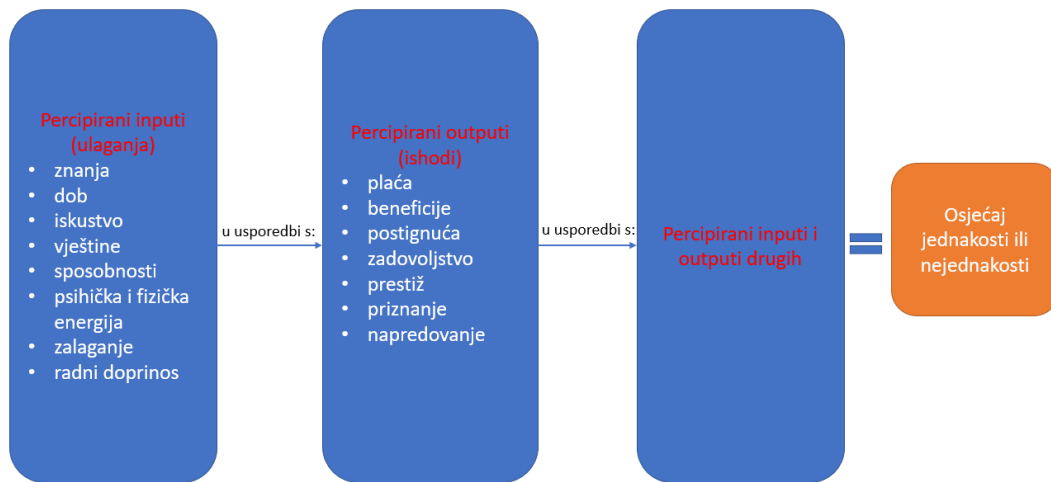 Percipirani inputi
(ulaganja)
• znanja
• dob
• iskustvo
• vještine
• sposobnosti
• psihička i fizička
energija
• zalaganje
• radni doprinos
u usporedbi s:
Percipirani outputi
(ishodi)
• plaća
• beneficije
• postignuća
• zadovoljstvo
• prestiž
• priznanje
• napredovanje
u usporedbi s:
Percipirani inputi i
outputi drugih
=
Osjećaj
jednakosti ili
nejednakosti